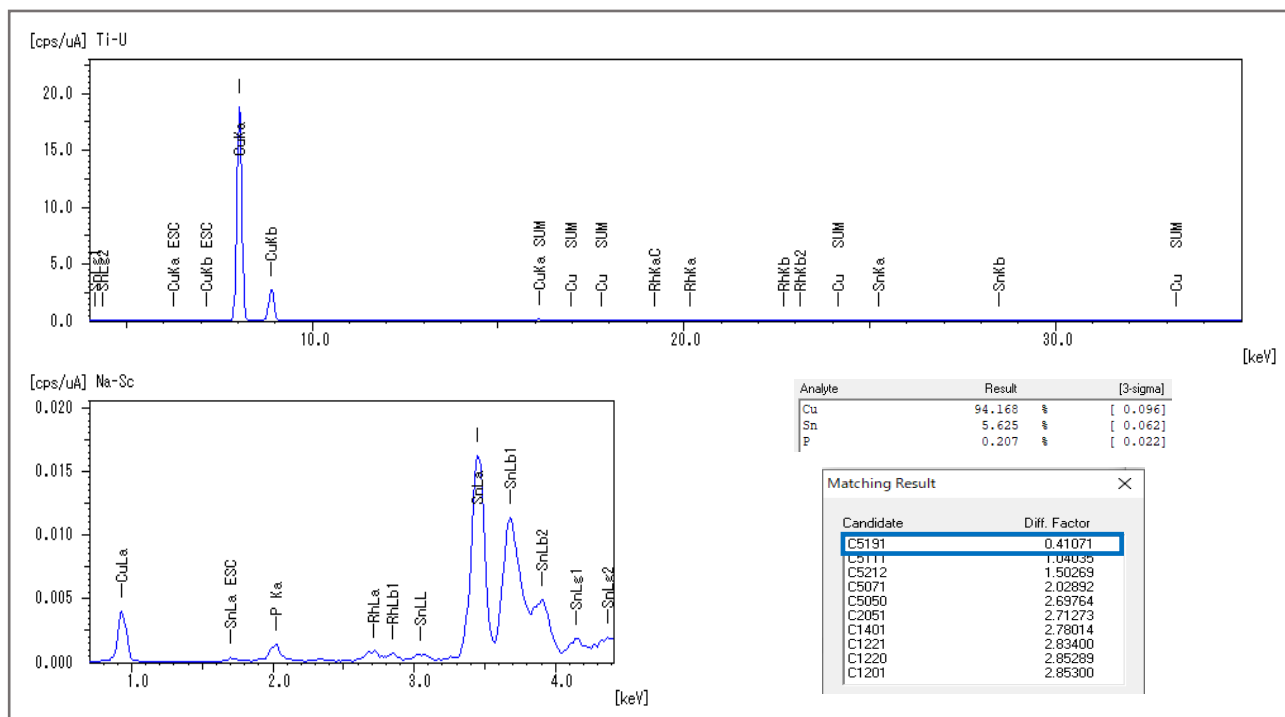 [cps/uA] Ti-U
20.0
15.0
10.0
5.0
0.0
SnLg1
SnLg2
CuKa ESC
CuKb ESC
CuKa
CuKb
CuKa SUM
Cu SUM
Cu SUM
RhKaC
RhKa
RhKb
RhKb2
Cu SUM
SnKa
SnKb
Cu SUM
10.0 20.0 30.0
[keV]
[cps/uA] Na-Sc
0.020
0.015
0.010
0.005
0.000
CuLa
SnLa ESC
P Ka
RhLa
RhLb1
SnLL
SnLa
SnLb1
SnLb2
SnLg1
SnLg2
1.0 2.0 3.0 4.0
[keV]
Analyte Result [3-sigma]
Cu 94.168 % [ 0.096]
Sn 5.625 % [ 0.062]
P 0.207 % [ 0.022]
Matching Result
Candidate Diff. Factor
C5191 0.41071
C5111 1.04035
C5212 1.50269
C5071 2.02892
C5050 2.69764
C2051 2.71273
C1401 2.78014
C1221 2.83400
C1220 2.85289
C1201 2.85300